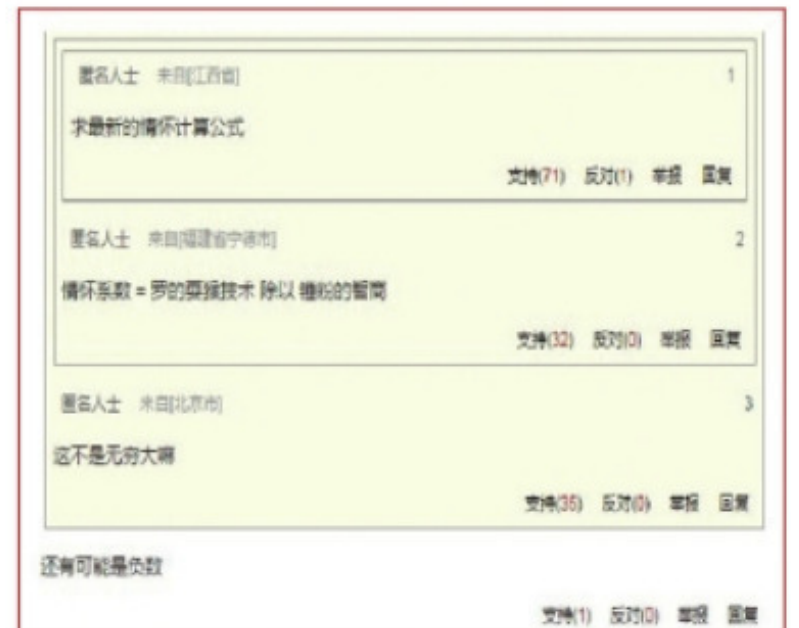 匿名人士 来自[江西省] 1
求最新的情怀计算公式
支持(71) 反对(1) 举报 回复
匿名人士 来自[福建省宁德市] 2
情怀系数 = 罗的耍猴技术 除以 锤粉的智商
支持(32) 反对(0) 举报 回复
匿名人士 来自[北京市] 3
这不是无穷大嘛
支持(35) 反对(0) 举报 回复
还有可能是负数
支持(1) 反对(0) 举报 回复